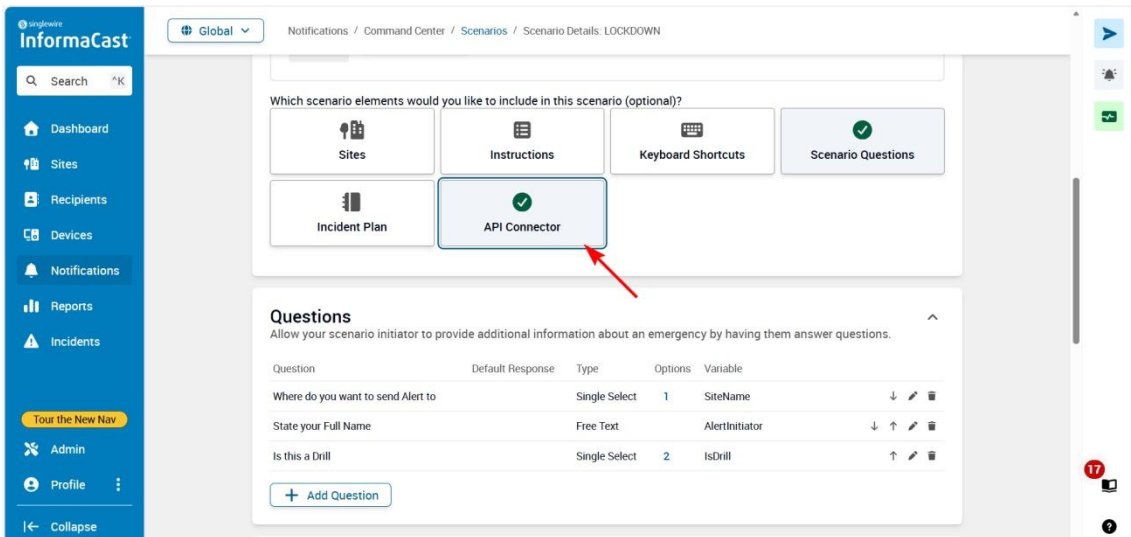 singlewire
InformaCast
Global
Notifications / Command Center / Scenarios / Scenario Details: LOCKDOWN
Search ^K
Dashboard
Sites
Recipients
Devices
Notifications
Reports
Incidents
Tour the New Nav
Admin
Profile
Collapse
Which scenario elements would you like to include in this scenario (optional)?
Sites
Instructions
Keyboard Shortcuts
Scenario Questions
Incident Plan
API Connector
Questions
Allow your scenario initiator to provide additional information about an emergency by having them answer questions.
Question Default Response Type Options Variable
Where do you want to send Alert to Single Select 1 SiteName
State your Full Name Free Text AlertInitiator
Is this a Drill Single Select 2 IsDrill
+ Add Question
17